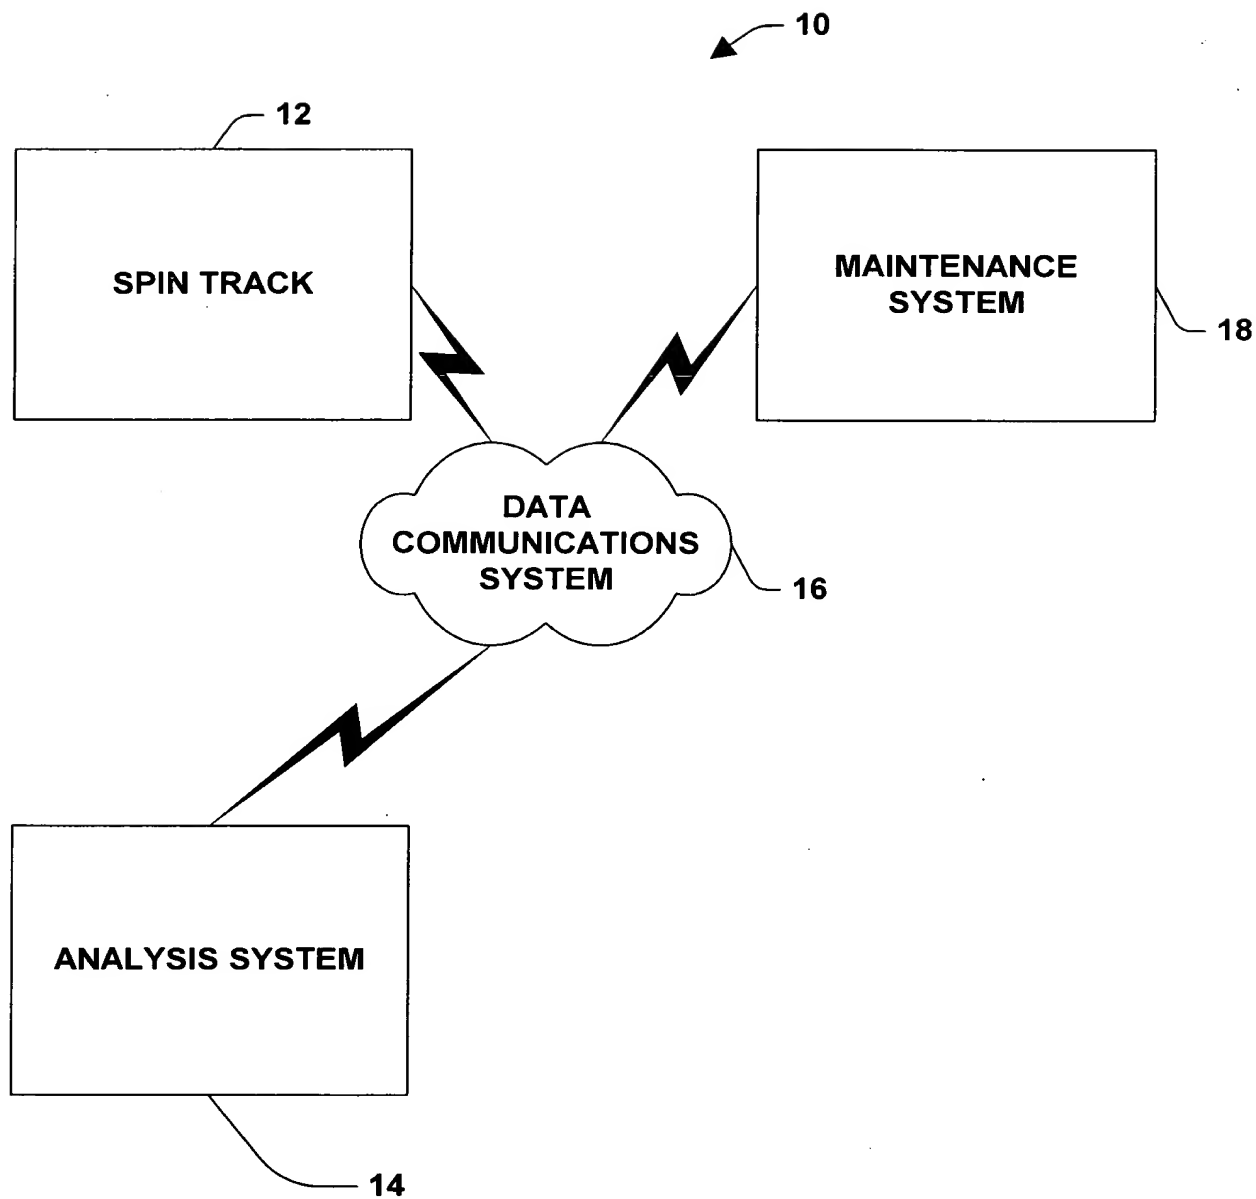 10
12
SPIN TRACK
MAINTENANCE
SYSTEM
18
DATA
COMMUNICATIONS
SYSTEM
16
ANALYSIS SYSTEM
14